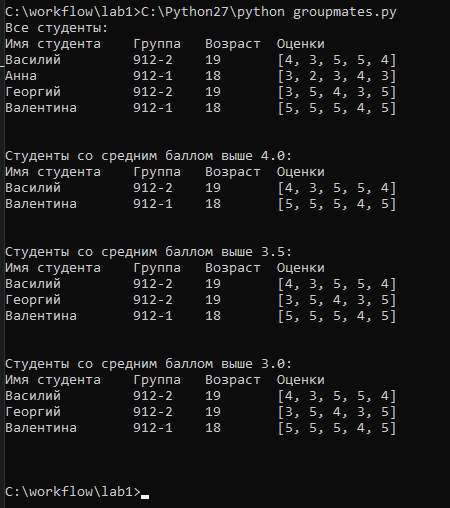 C:\workflow\lab1>C:\Python27\python groupmates.py
Все студенты:
Имя студента    Группа    Возраст  Оценки
Василий         912-2    19       [4, 3, 5, 5, 4]
Анна            912-1    18       [3, 2, 3, 4, 3]
Георгий         912-2    19       [3, 5, 4, 3, 5]
Валентина       912-1    18       [5, 5, 5, 4, 5]
Студенты со средним баллом выше 4.0:
Имя студента    Группа    Возраст  Оценки
Василий         912-2    19       [4, 3, 5, 5, 4]
Валентина       912-1    18       [5, 5, 5, 4, 5]
Студенты со средним баллом выше 3.5:
Имя студента    Группа    Возраст  Оценки
Василий         912-2    19       [4, 3, 5, 5, 4]
Георгий         912-2    19       [3, 5, 4, 3, 5]
Валентина       912-1    18       [5, 5, 5, 4, 5]
Студенты со средним баллом выше 3.0:
Имя студента    Группа    Возраст  Оценки
Василий         912-2    19       [4, 3, 5, 5, 4]
Георгий         912-2    19       [3, 5, 4, 3, 5]
Валентина       912-1    18       [5, 5, 5, 4, 5]
C:\workflow\lab1>